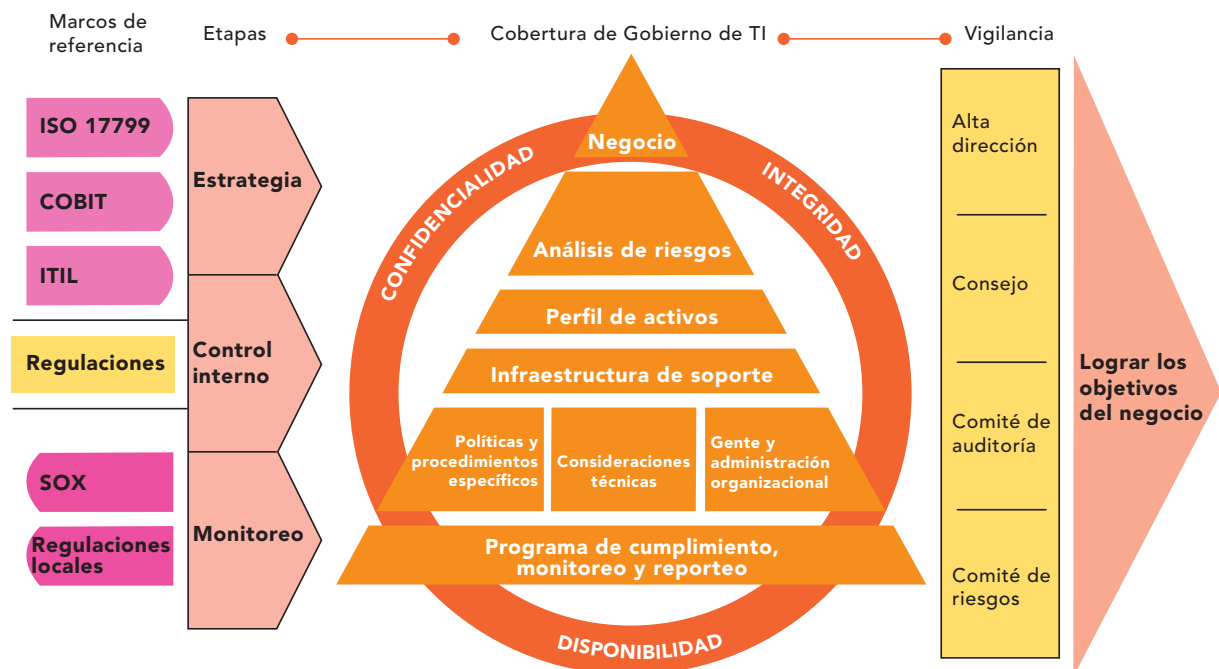 Marcos de
referencia
Etapas
Cobertura de Gobierno de TI
Vigilancia
ISO 17799
COBIT
ITIL
Regulaciones
SOX
Regulaciones
locales
Estrategia
Control
interno
Monitoreo
CONFIDENCIALIDAD
INTEGRIDAD
DISPONIBILIDAD
Negocio
Análisis de riesgos
Perfil de activos
Infraestructura de soporte
Políticas y
procedimientos
específicos
Consideraciones
técnicas
Gente y
administración
organizacional
Programa de cumplimiento,
monitoreo y reporteo
Alta
dirección
Consejo
Comité de
auditoría
Comité de
riesgos
Lograr los
objetivos
del negocio